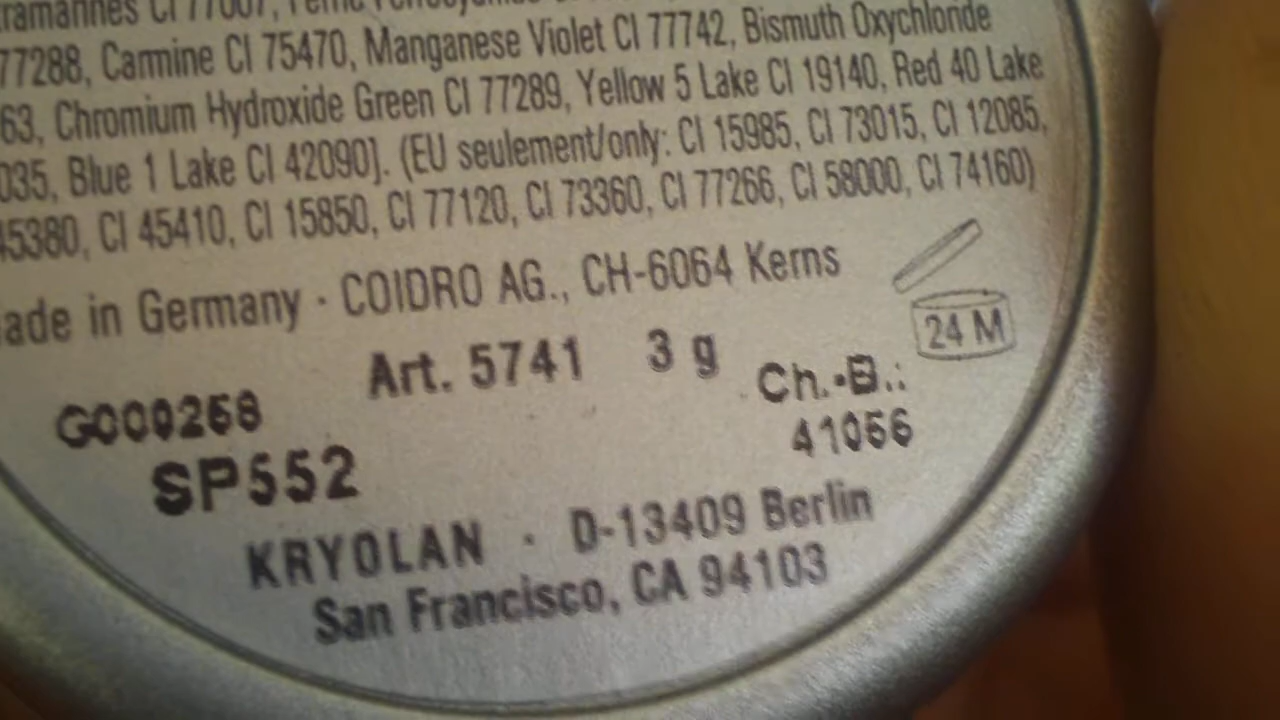 CI 77007,
77288, Carmine CI 75470, Manganese Violet CI 77742, Bismuth Oxychloride
63, Chromium Hydroxide Green CI 77289, Yellow 5 Lake CI 19140, Red 40 Lake
035, Blue 1 Lake CI 42090]. (EU seulement/only: CI 15985, CI 73015, CI 12085,
45380, CI 45410, CI 15850, CI 77120, CI 73360, CI 77266, CI 58000, CI 74160)
ade in Germany · COIDRO AG., CH-6064 Kerns
24 M
Art. 5741 3 g
Ch.-B.:
41056
G000268
SP552
KRYOLAN · D-13409 Berlin
San Francisco, CA 94103